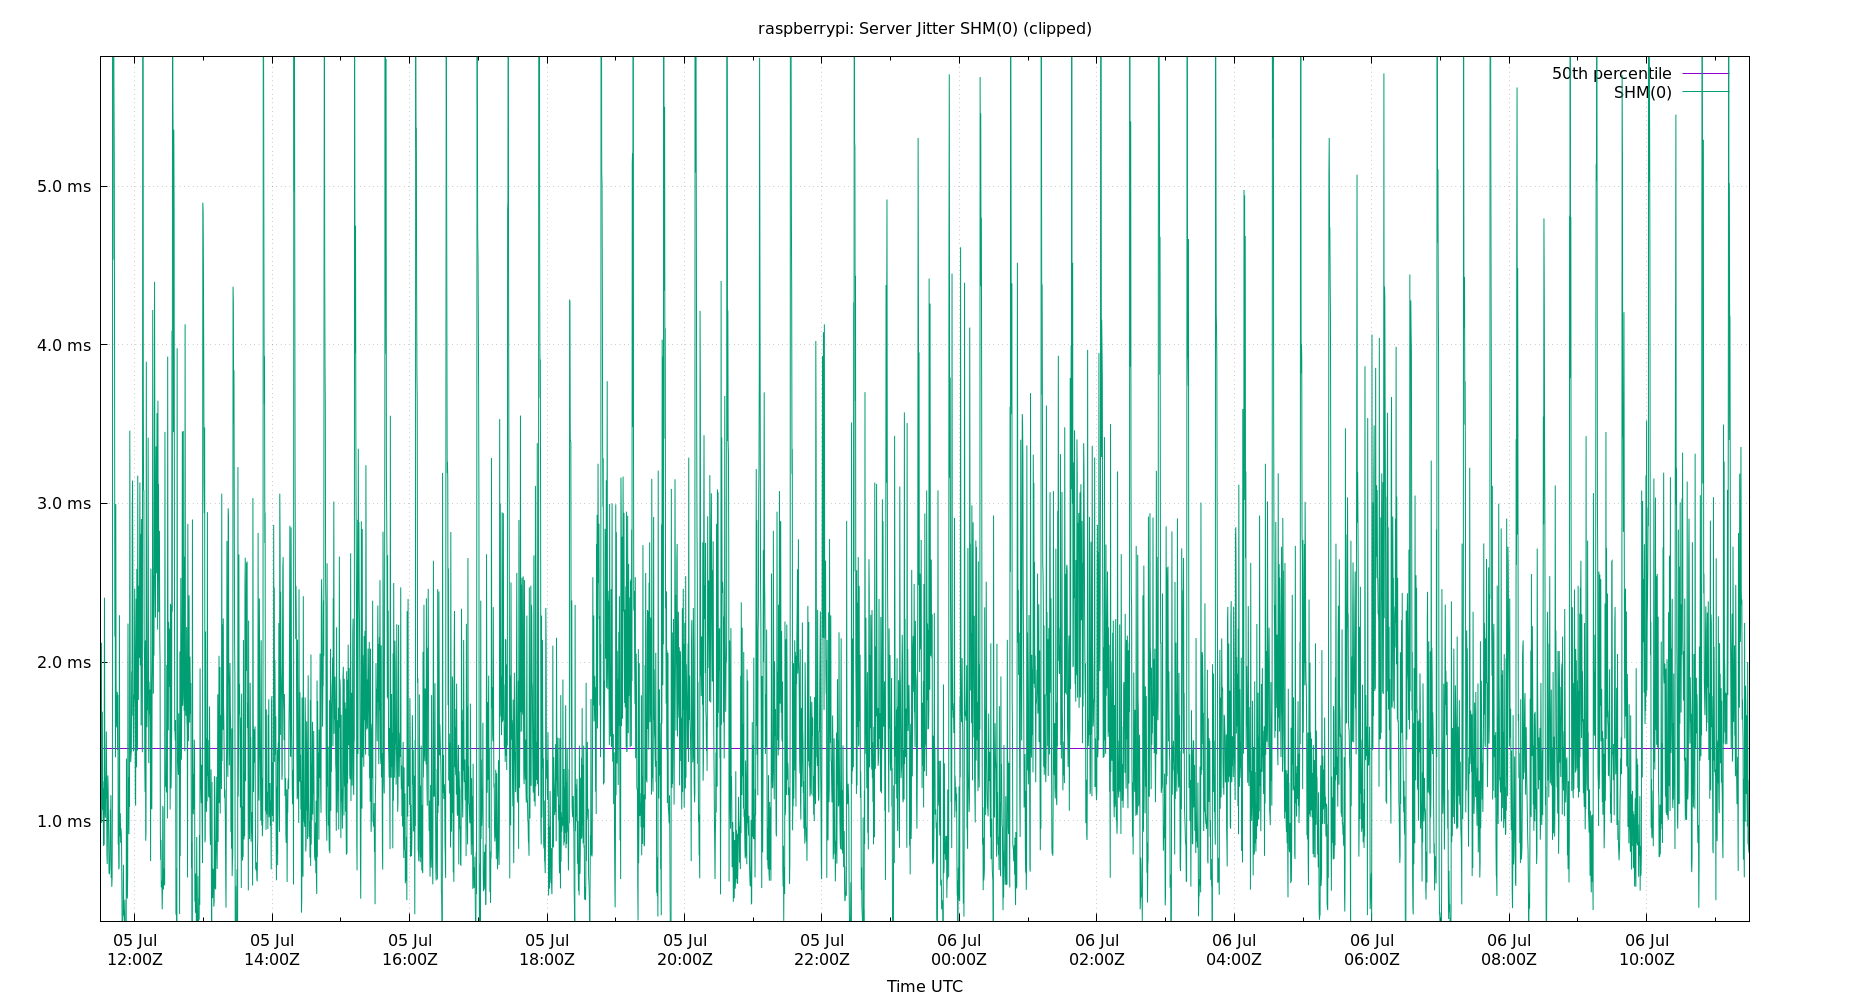 raspberrypi: Server Jitter SHM(0) (clipped)
50th percentile
SHM(0)
5.0 ms
4.0 ms
3.0 ms
2.0 ms
1.0 ms
05 Jul 05 Jul 05 Jul 05 Jul 05 Jul 05 Jul 06 Jul 06 Jul 06 Jul 06 Jul 06 Jul 06 Jul
12:00Z 14:00Z 16:00Z 18:00Z 20:00Z 22:00Z 00:00Z 02:00Z 04:00Z 06:00Z 08:00Z 10:00Z
Time UTC